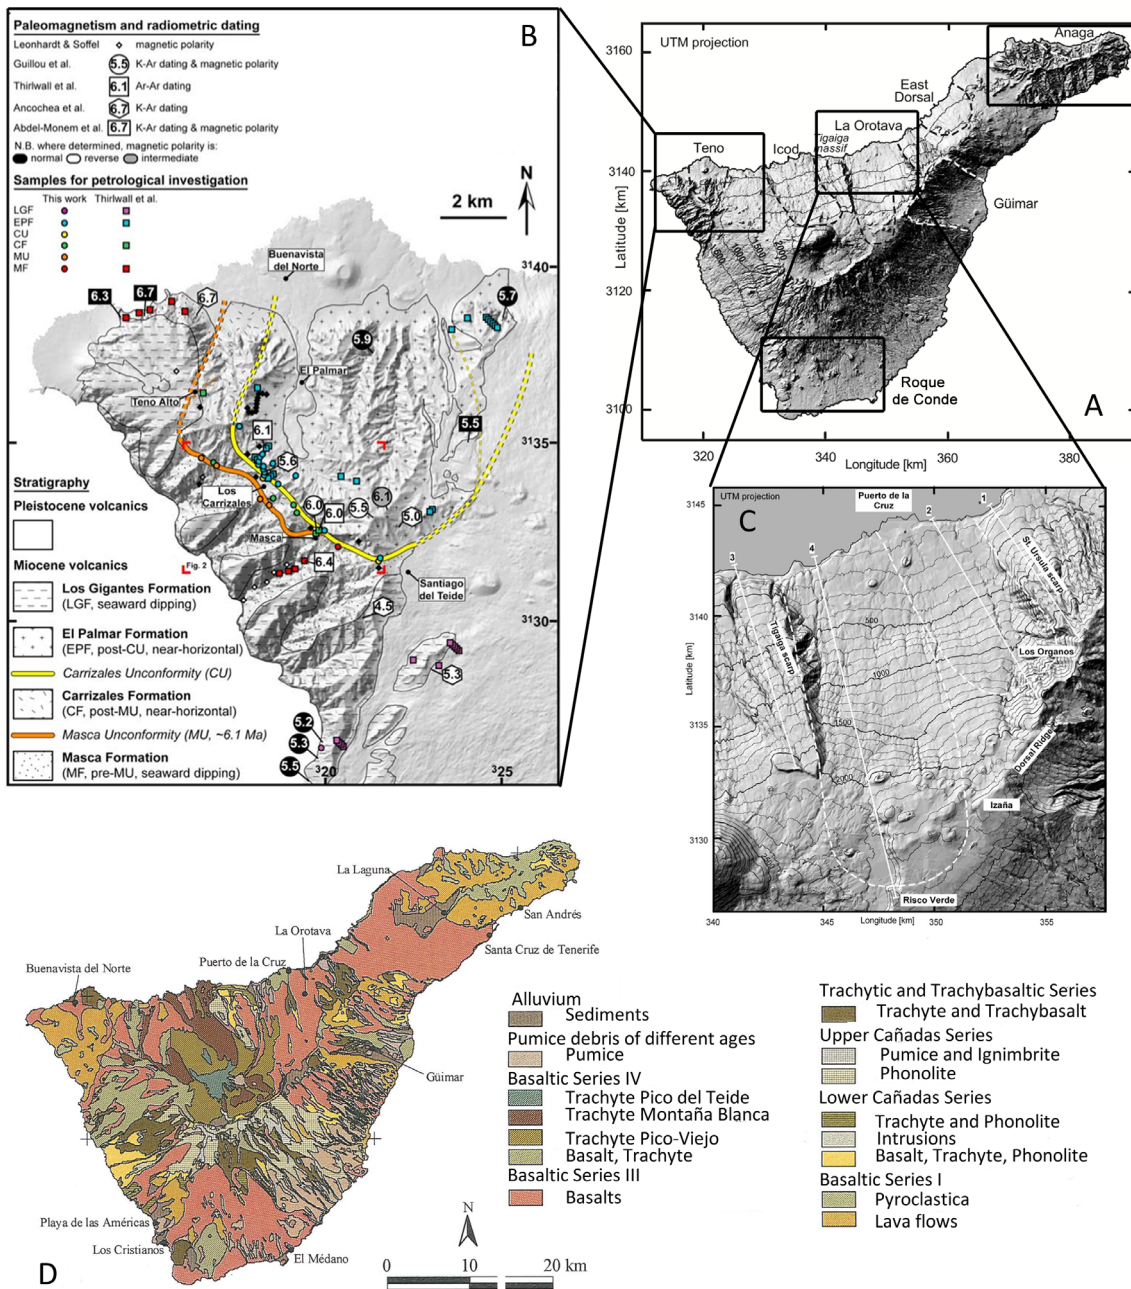 Paleomagnetism and radiometric dating
Leonhardt & Soffel magnetic polarity
Guillou et al. 5.5 K-Ar dating & magnetic polarity
Thirlwall et al. 6.1 Ar-Ar dating
Ancochea et al. 6.7 K-Ar dating
Abdel-Monem et al. 6.7 K-Ar dating & magnetic polarity
N.B. where determined, magnetic polarity is:
normal reverse intermediate
Samples for petrological investigation
This work Thirlwall et al.
LGF
EPF
CU
CF
MU
MF
B
N
2 km
Buenavista
del Norte
3140
6.3
6.7
6.7
5.7
5.9
El Palmar
Teno Alto
5.5
6.1
3135
5.6
Los
Carrizales
6.0
6.0
5.5
6.1
5.0
Masca
Fig. 2
6.4
Santiago
del Teide
4.5
3130
5.3
5.2
5.3
5.5
320
325
Stratigraphy
Pleistocene volcanics
Miocene volcanics
Los Gigantes Formation
(LGF, seaward dipping)
El Palmar Formation
(EPF, post-CU, near-horizontal)
Carrizales Unconformity (CU)
Carrizales Formation
(CF, post-MU, near-horizontal)
Masca Unconformity (MU, ~6.1 Ma)
Masca Formation
(MF, pre-MU, seaward dipping)
UTM projection
3160
3140
3120
3100
Latitude [km]
Anaga
East
Dorsal
La Orotava
Tigaiga
massif
Icod
Teno
Güimar
500
1000
1500
2000
Roque
de Conde
A
320
340
360
380
Longitude [km]
3145
UTM projection
C
Puerto de la
Cruz
1
2
3
4
St. Ursula scarp
Tigaiga scarp
Los Organos
500
1000
1500
2000
Dorsal Ridge
Izaña
Risco Verde
3140
3135
3130
Latitude [km]
340
345
350
355
Longitude [km]
La Laguna
San Andrés
La Orotava
Santa Cruz de Tenerife
Puerto de la Cruz
Buenavista del Norte
Güimar
Playa de las Américas
Los Cristianos
El Médano
D
N
0 10 20 km
Alluvium
Sediments
Pumice debris of different ages
Pumice
Basaltic Series IV
Trachyte Pico del Teide
Trachyte Montaña Blanca
Trachyte Pico-Viejo
Basalt, Trachyte
Basaltic Series III
Basalts
Trachytic and Trachybasaltic Series
Trachyte and Trachybasalt
Upper Cañadas Series
Pumice and Ignimbrite
Phonolite
Lower Cañadas Series
Trachyte and Phonolite
Intrusions
Basalt, Trachyte, Phonolite
Basaltic Series I
Pyroclastica
Lava flows